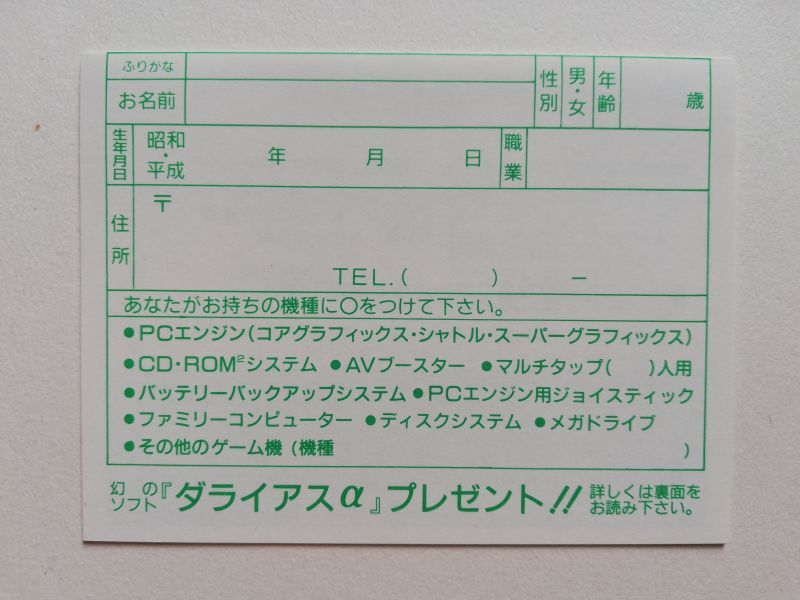 ふりがな
お名前
性別
男・女
年齢
歳
生年月日
昭和・平成
年 月 日
職業
住所
〒
TEL.( ) －
あなたがお持ちの機種に○をつけて下さい。
●PCエンジン(コアグラフィックス・シャトル・スーパーグラフィックス)
●CD・ROM²システム ●AVブースター ●マルチタップ( )人用
●バッテリーバックアップシステム ●PCエンジン用ジョイスティック
●ファミリーコンピューター ●ディスクシステム ●メガドライブ
●その他のゲーム機(機種 )
幻のソフト『ダライアスα』プレゼント!! 詳しくは裏面をお読み下さい。